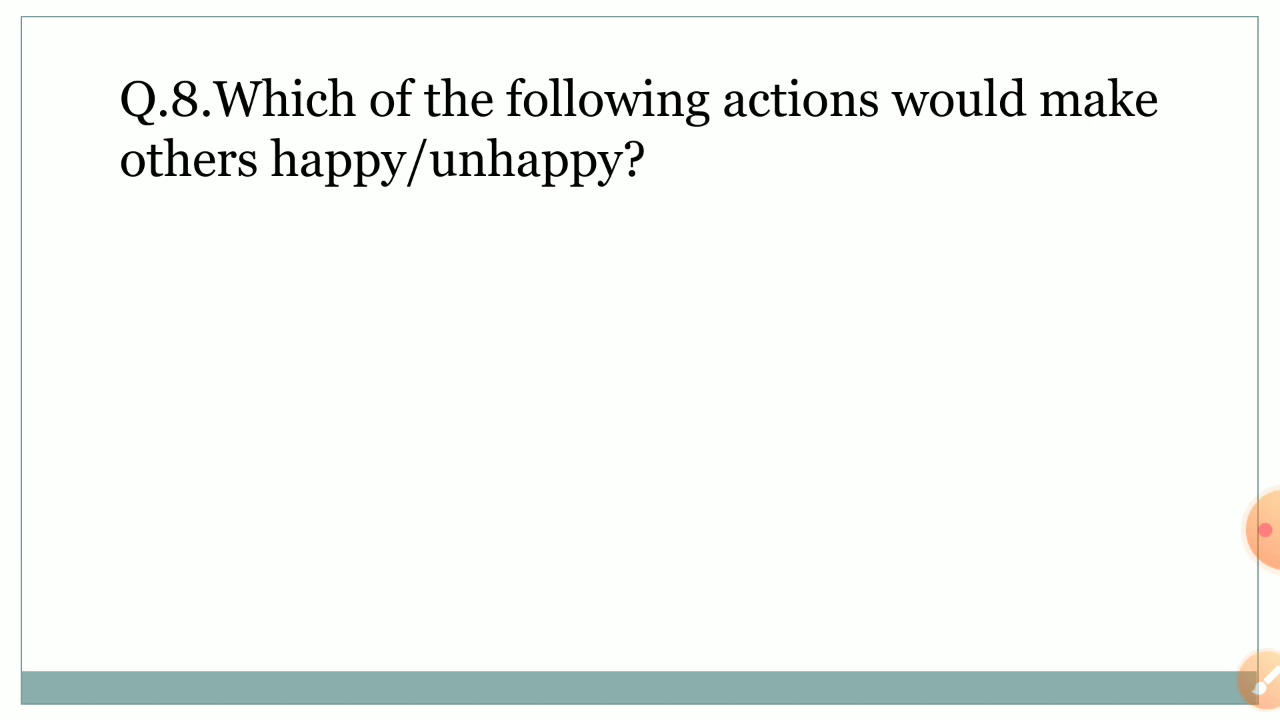 Q.8.Which of the following actions would make
others happy/unhappy?